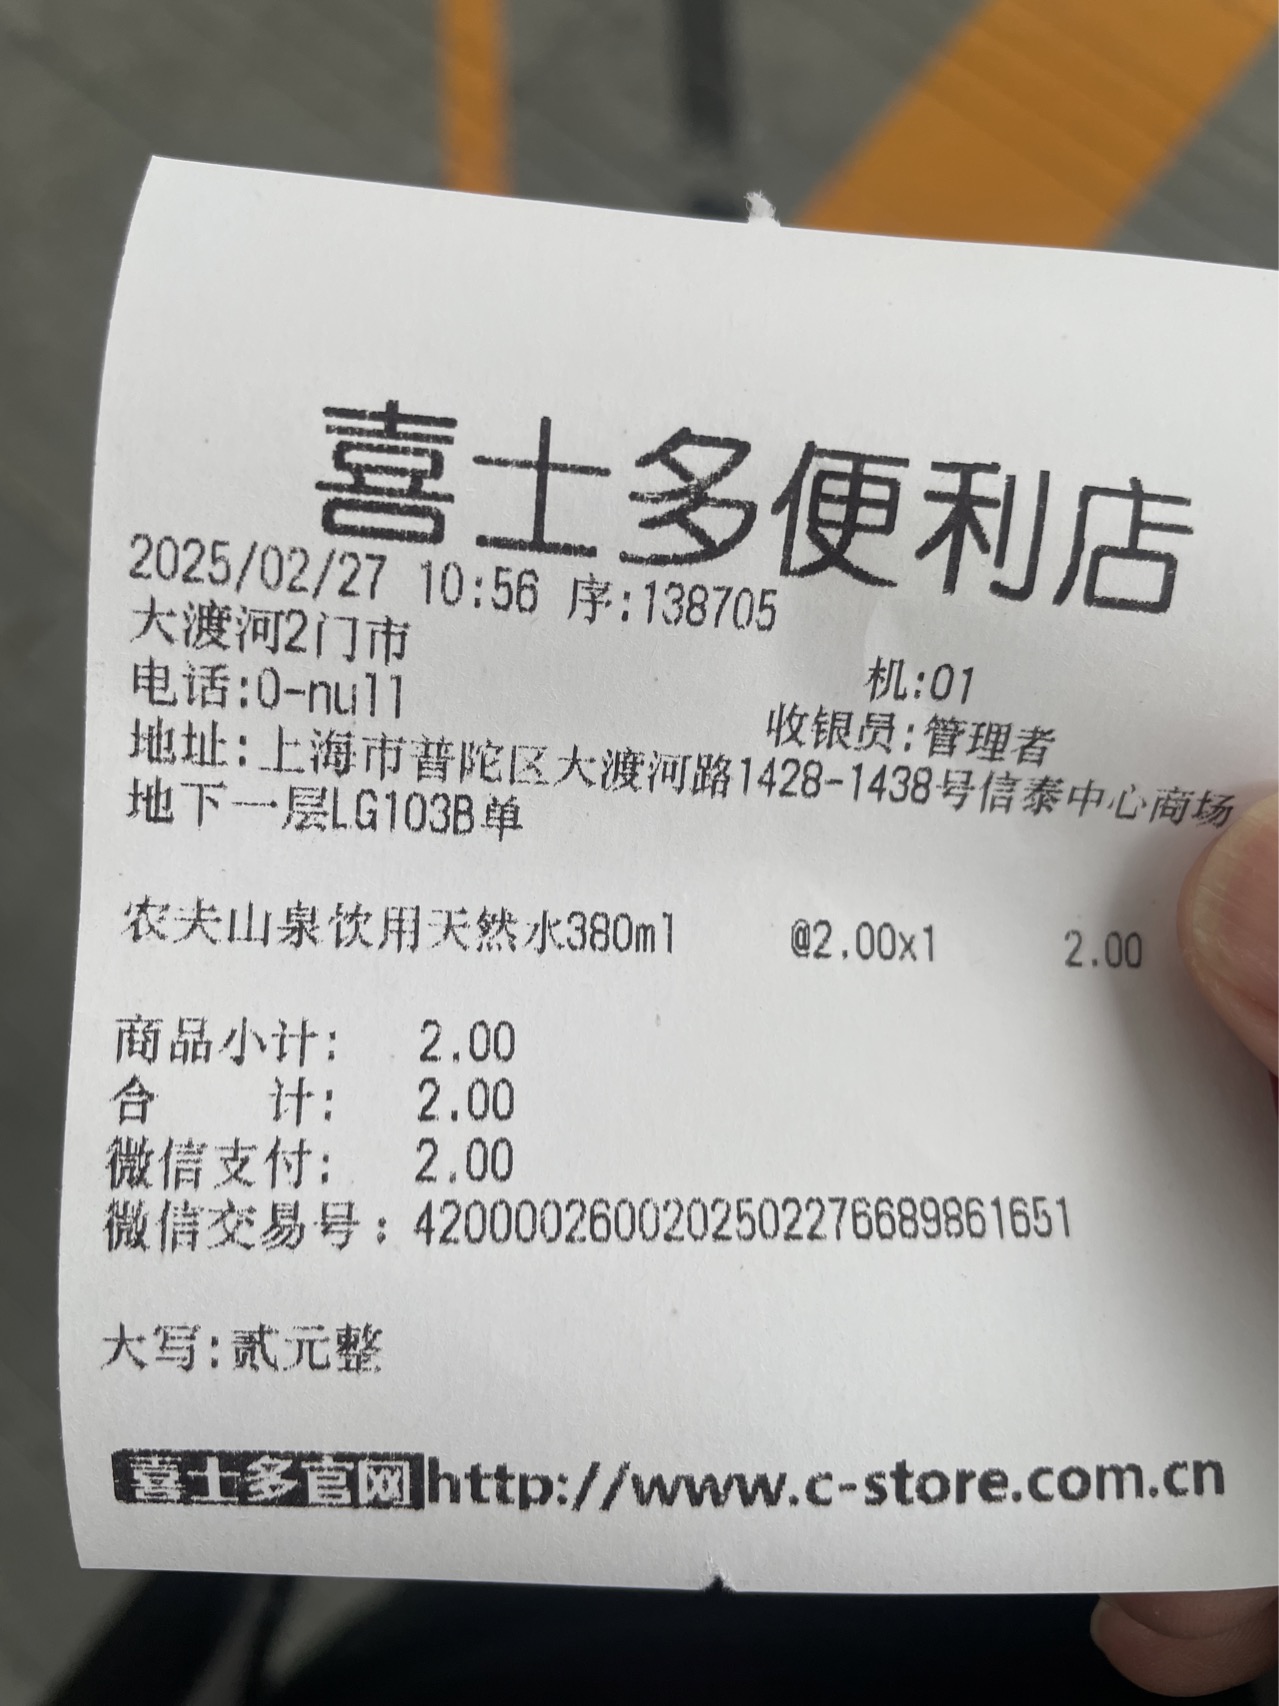 喜士多便利店
2025/02/27 10:56 序:138705
大渡河2门市 机:01
电话:0-null 收银员:管理者
地址:上海市普陀区大渡河路1428-1438号信泰中心商场
地下一层LG103B单
农夫山泉饮用天然水380ml @2.00x1 2.00
商品小计: 2.00
合 计: 2.00
微信支付: 2.00
微信交易号:4200002600202502276689861651
大写:贰元整
喜士多官网http://www.c-store.com.cn